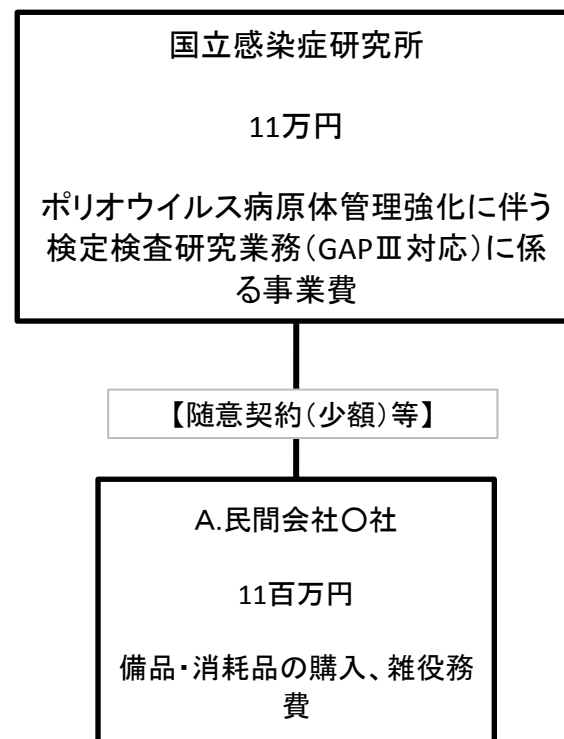 国立感染症研究所
11万円
ポリオウイルス病原体管理強化に伴う
検定検査研究業務(GAPⅢ対応)に係
る事業費
【随意契約(少額)等】
A.民間会社〇社
11百万円
備品・消耗品の購入、雑役務
費